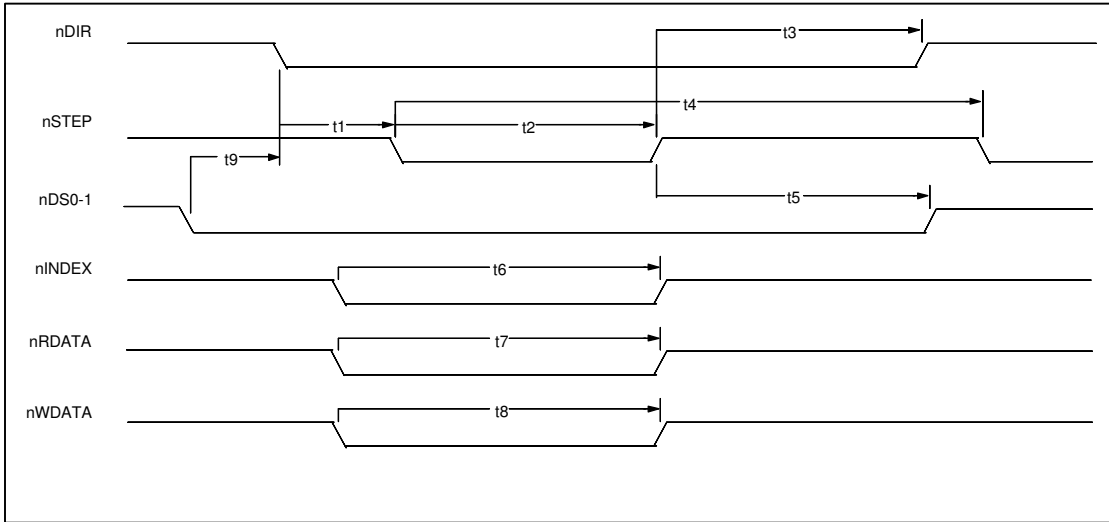 nDIR
t3
t4
nSTEP
t1
t2
t9
nDS0-1
t5
nINDEX
t6
nRDATA
t7
nWDATA
t8